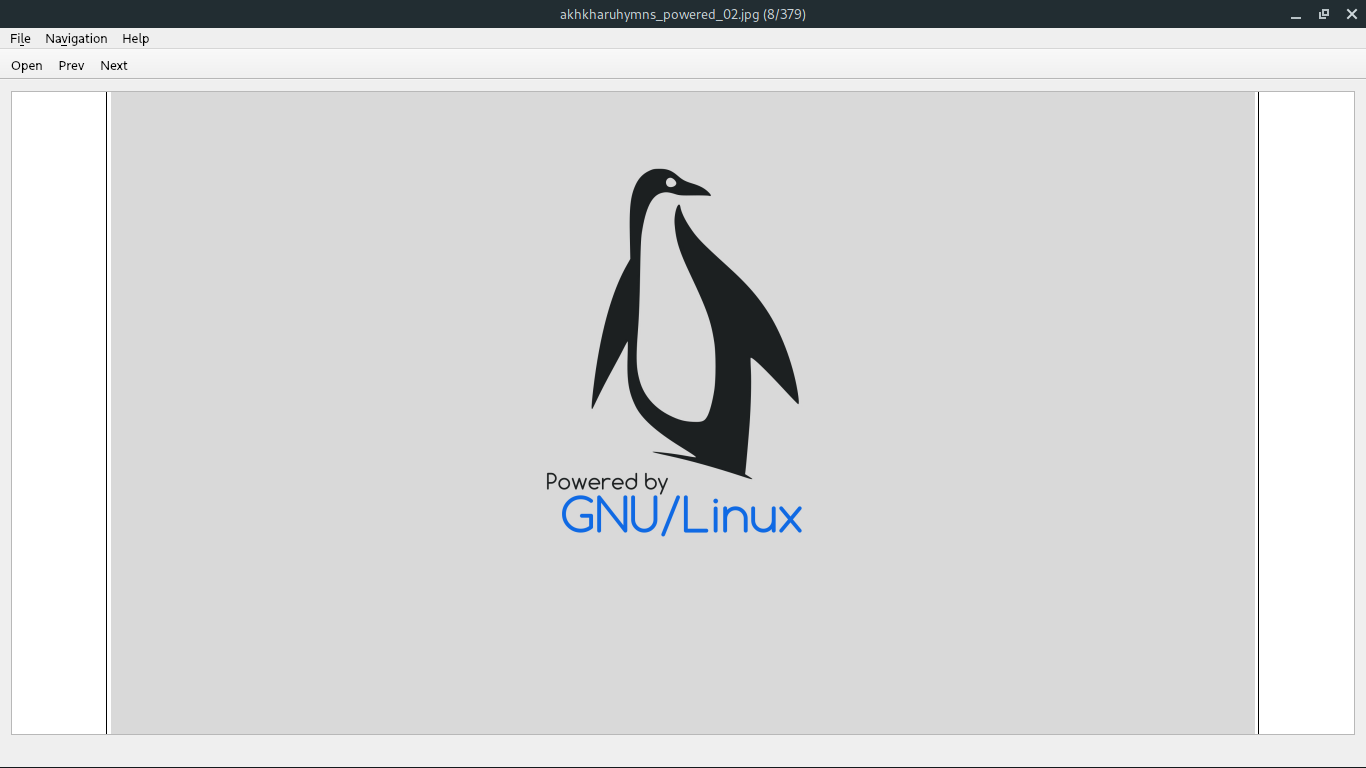 akhkharuhymns_powered_02.jpg (8/379)
File Navigation Help
Open Prev Next
Powered by
GNU/Linux